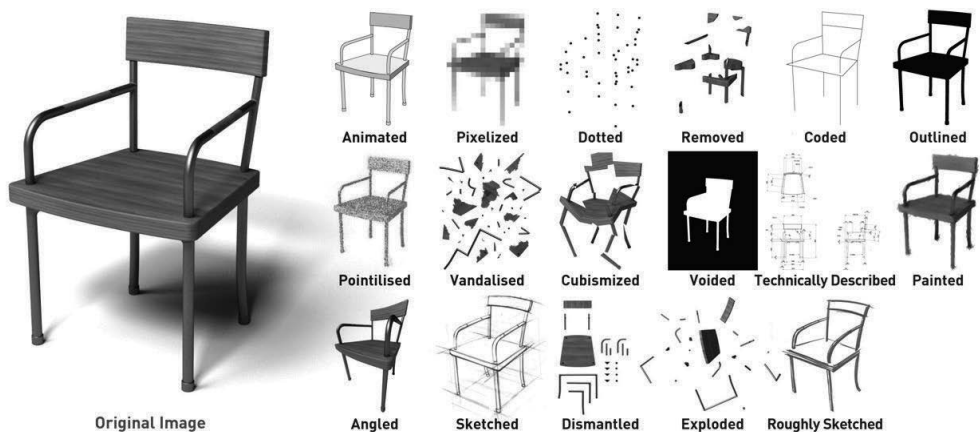 Animated Pixelized Dotted Removed Coded Outlined
Pointilised Vandalised Cubismized Voided Technically Described Painted
Original Image Angled Sketched Dismantled Exploded Roughly Sketched